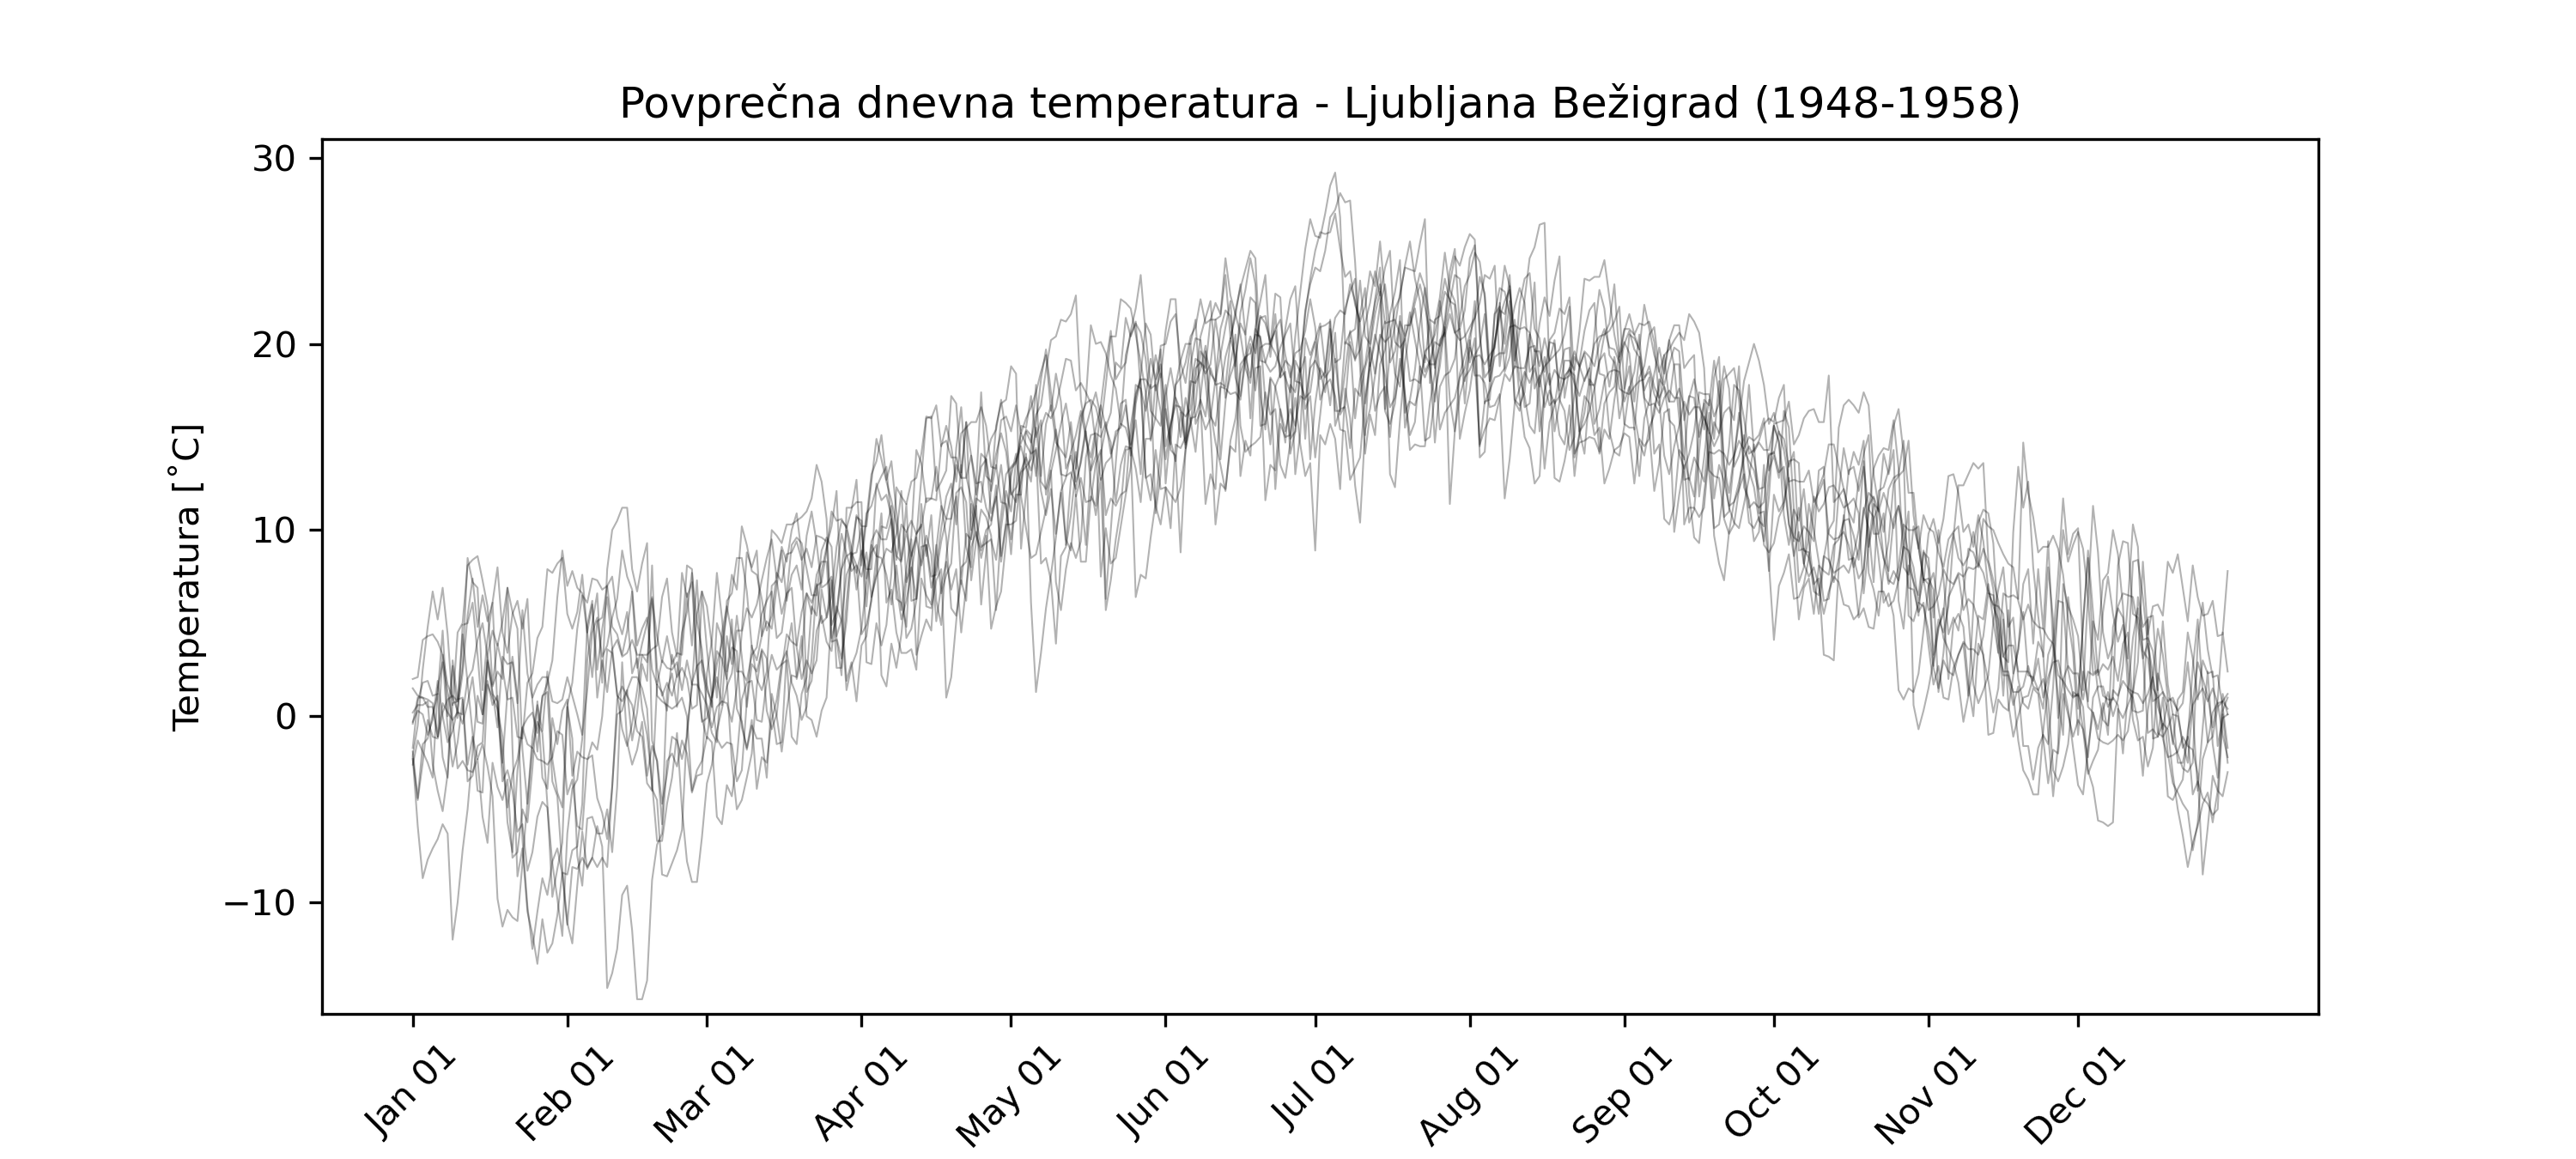 Povprečna dnevna temperatura - Ljubljana Bežigrad (1948-1958)
30
20
10
0
−10
Temperatura [˚C]
Jan 01
Feb 01
Mar 01
Apr 01
May 01
Jun 01
Jul 01
Aug 01
Sep 01
Oct 01
Nov 01
Dec 01